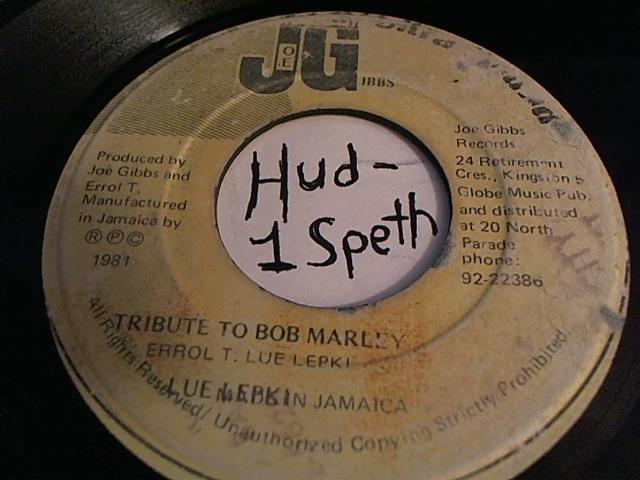 JG
JOE
IBBS
Produced by
Joe Gibbs and
Errol T.
Manufactured
in Jamaica by
Ⓡ Ⓟ Ⓒ
1981
Joe Gibbs
Records
24 Retirement
Cres., Kingston 5.
Globe Music Pub.
and distributed
at 20 North
Parade
phone:
92-22386
Hud-
1 Speth
TRIBUTE TO BOB MARLEY
ERROL T. LUE LEPKI
LUE LEPKI
MADE IN JAMAICA
All Rights Reserved/ Unauthorized Copying Strictly Prohibited.